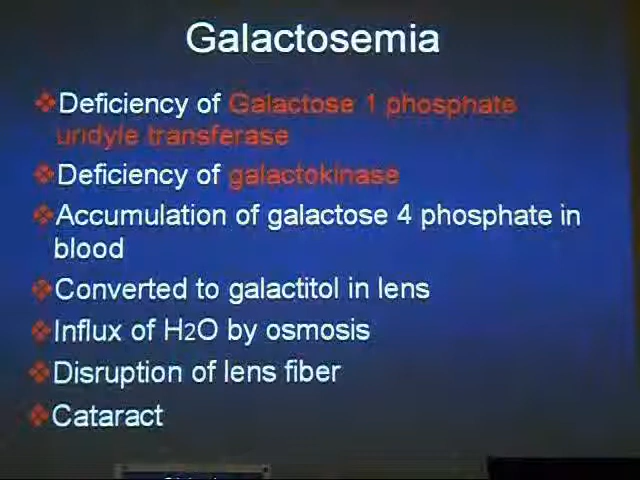 Galactosemia
Deficiency of Galactose 1 phosphate
uridyle transferase
Deficiency of galactokinase
Accumulation of galactose 4 phosphate in
blood
Converted to galactitol in lens
Influx of H2O by osmosis
Disruption of lens fiber
Cataract